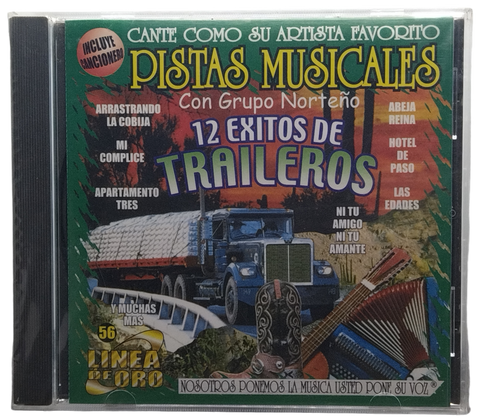 CANTE COMO SU ARTISTA FAVORITO
INCLUYE
CANCIONERO
PISTAS MUSICALES
Con Grupo Norteño
12 EXITOS DE
TRAILEROS
ARRASTRANDO
LA COBIJA
MI
COMPLICE
APARTAMENTO
TRES
ABEJA
REINA
HOTEL
DE
PASO
LAS
EDADES
NI TU
AMIGO
NI TU
AMANTE
Y MUCHAS
MAS
56
LINEA
DE ORO
NOSOTROS PONEMOS LA MUSICA USTED PONE SU VOZ